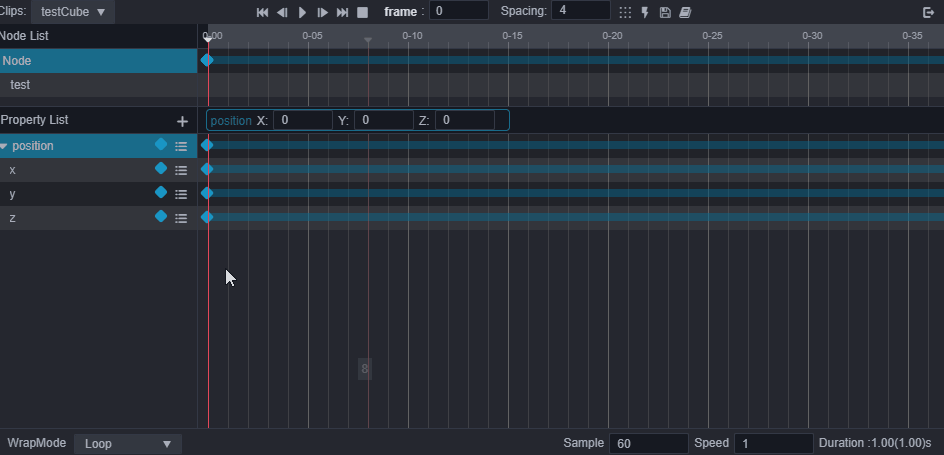 Clips: testCube frame : 0 Spacing: 4
Node List 0-00 0-05 0-10 0-15 0-20 0-25 0-30 0-35
Node
test
Property List + position X: 0 Y: 0 Z: 0
position
x
y
z
8
WrapMode Loop Sample 60 Speed 1 Duration :1.00(1.00)s